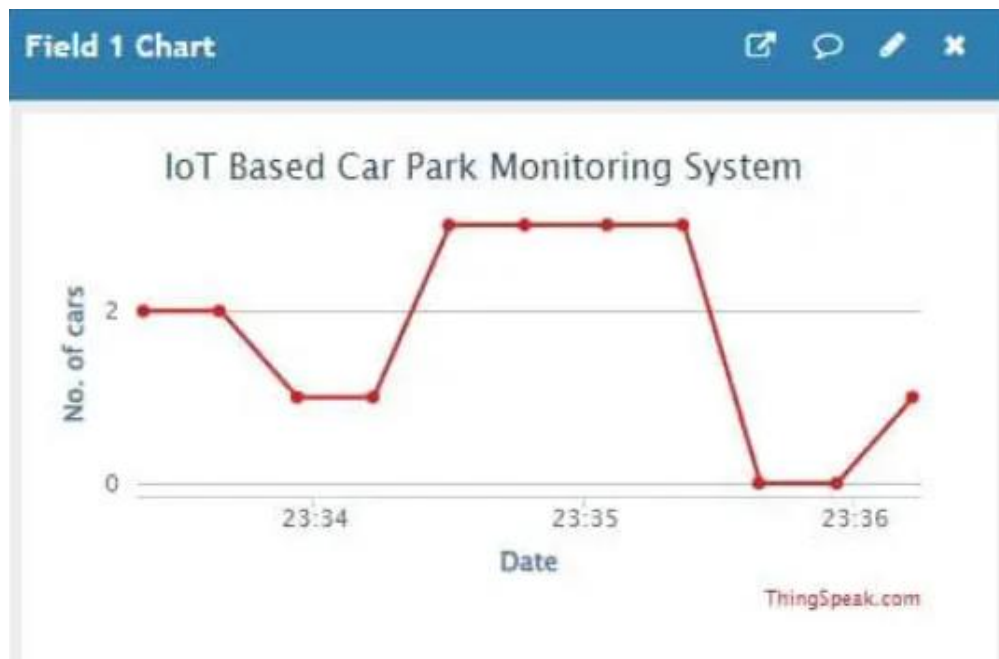 Field 1 Chart
IoT Based Car Park Monitoring System
No. of cars
2
0
23:34 23:35 23:36
Date
ThingSpeak.com